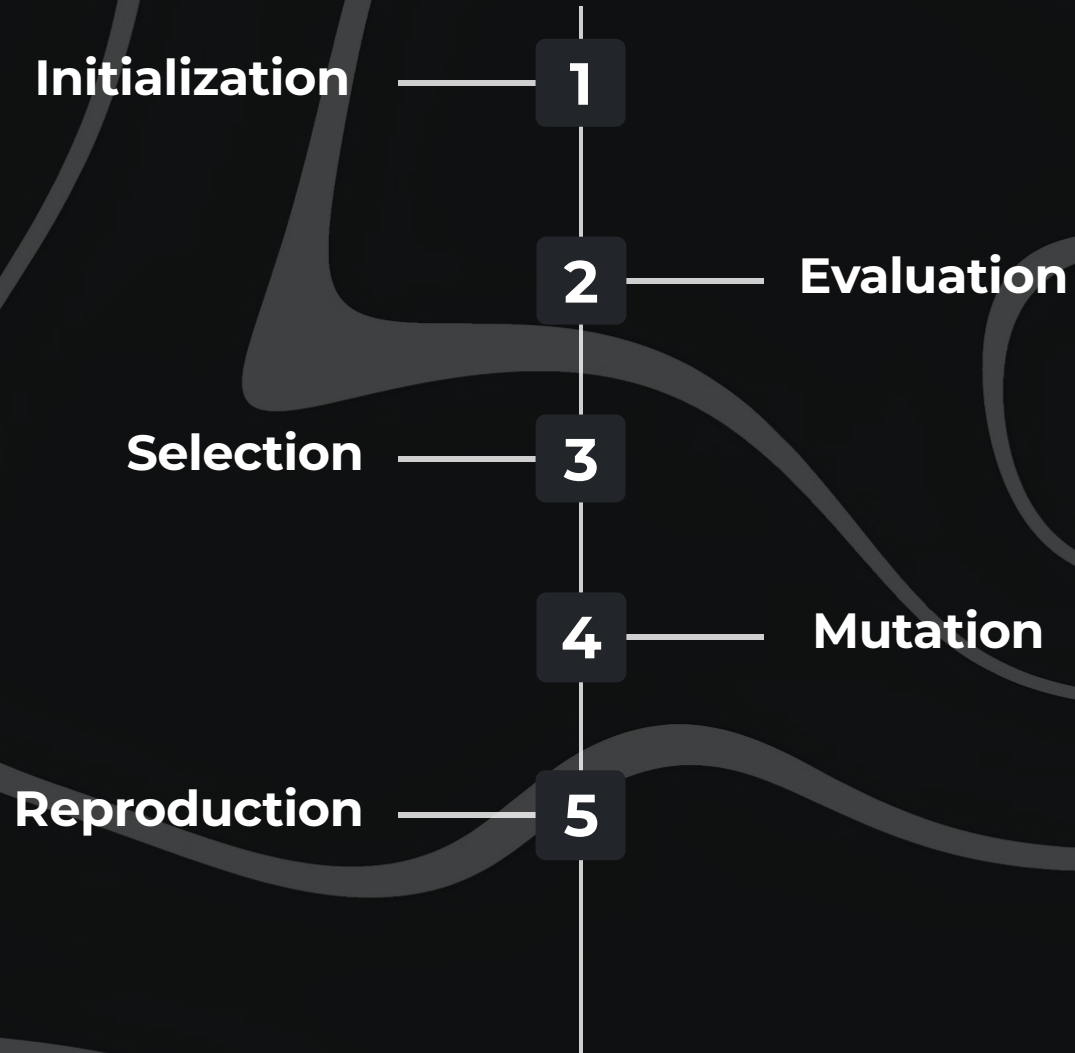 Initialization
1
2
Evaluation
Selection
3
4
Mutation
Reproduction
5